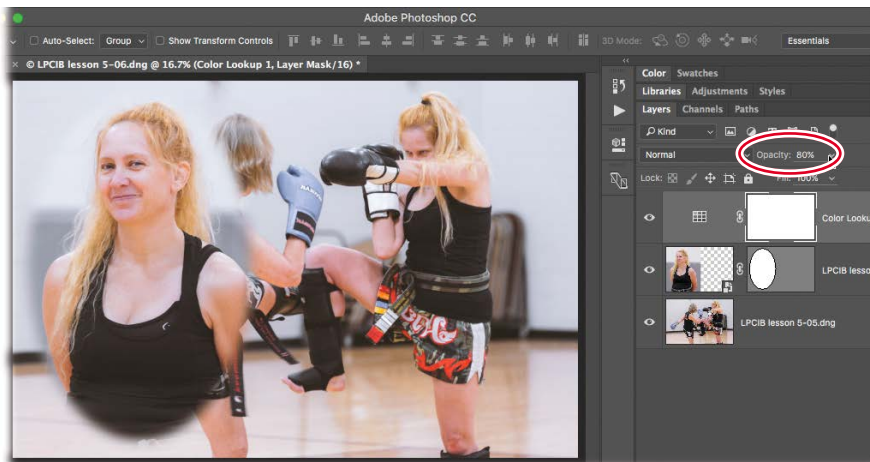 Adobe Photoshop CC
Auto-Select: Group Show Transform Controls 3D Mode: Essentials
× © LPCIB lesson 5-06.dng @ 16.7% (Color Lookup 1, Layer Mask/16) *
Color Swatches
Libraries Adjustments Styles
Layers Channels Paths
Kind
Normal Opacity: 80%
Lock: Fill: 100%
Color Looku
LPCIB lesso
LPCIB lesson 5-05.dng